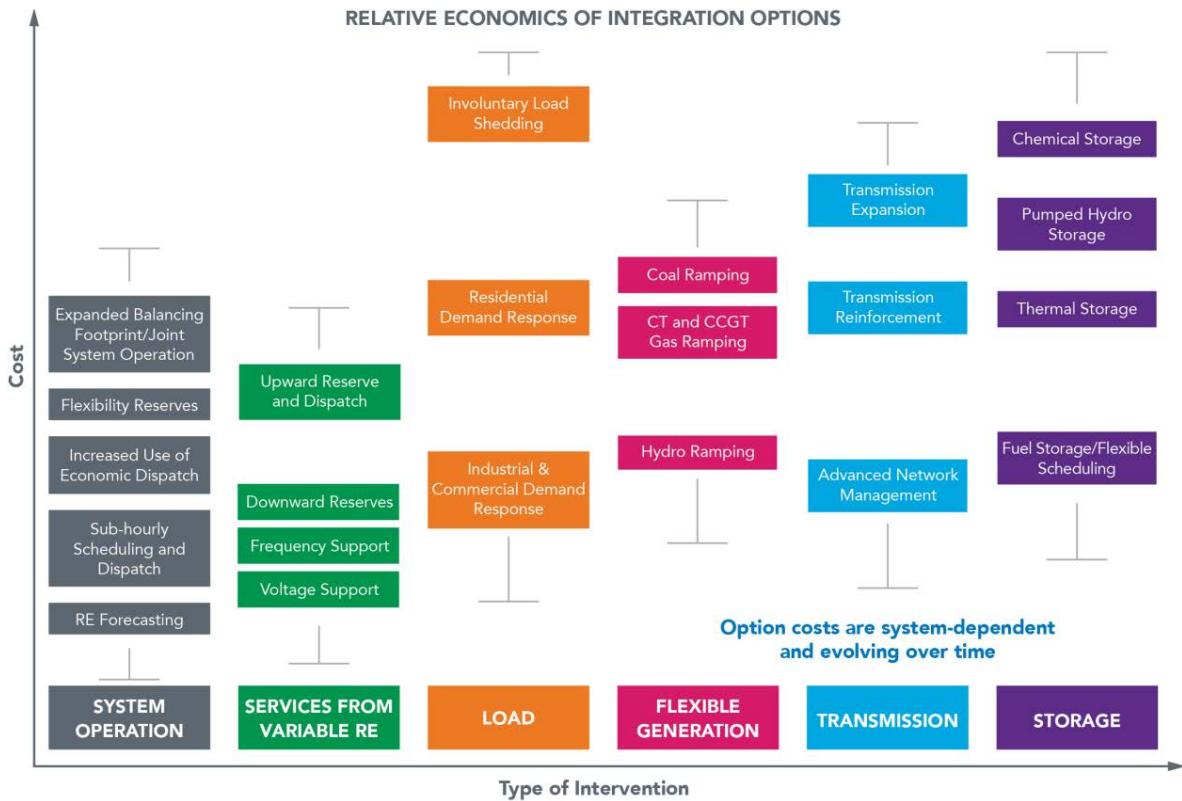 RELATIVE ECONOMICS OF INTEGRATION OPTIONS
Cost
Expanded Balancing
Footprint/Joint
System Operation
Flexibility Reserves
Increased Use of
Economic Dispatch
Sub-hourly
Scheduling and
Dispatch
RE Forecasting
SYSTEM
OPERATION
Upward Reserve
and Dispatch
Downward Reserves
Frequency Support
Voltage Support
SERVICES FROM
VARIABLE RE
Involuntary Load
Shedding
Residential
Demand Response
Industrial &
Commercial Demand
Response
LOAD
Coal Ramping
CT and CCGT
Gas Ramping
Hydro Ramping
FLEXIBLE
GENERATION
Transmission
Expansion
Transmission
Reinforcement
Advanced Network
Management
TRANSMISSION
Chemical Storage
Pumped Hydro
Storage
Thermal Storage
Fuel Storage/Flexible
Scheduling
STORAGE
Option costs are system-dependent
and evolving over time
Type of Intervention